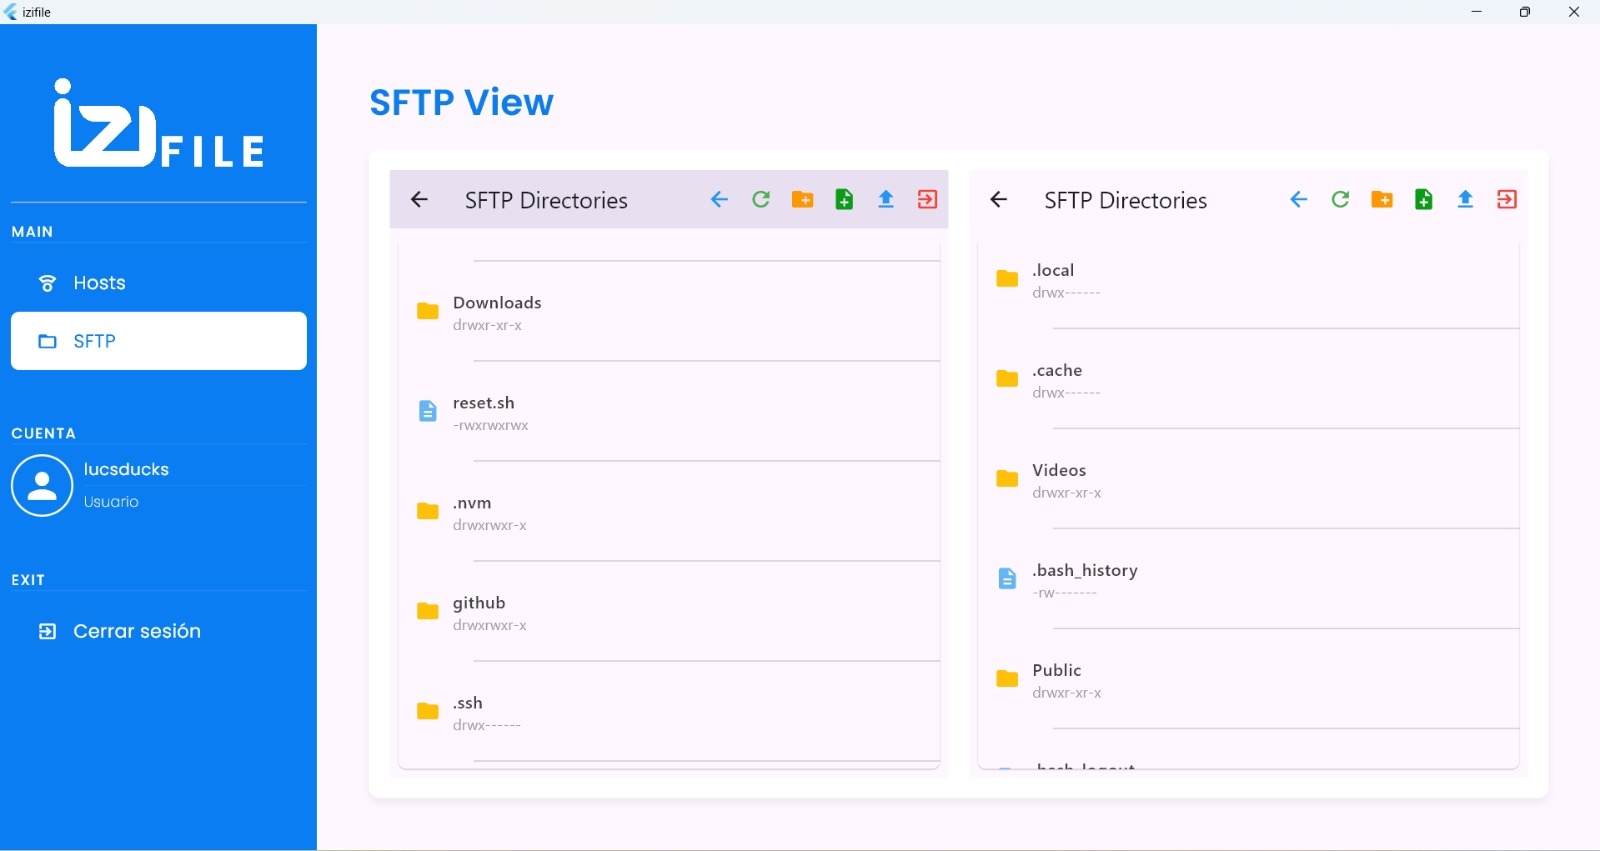 izifile
izi FILE
MAIN
Hosts
SFTP
CUENTA
lucsducks
Usuario
EXIT
Cerrar sesión
SFTP View
SFTP Directories
Downloads
drwxr-xr-x
reset.sh
-rwxrwxrwx
.nvm
drwxrwxr-x
github
drwxrwxr-x
.ssh
drwx------
SFTP Directories
.local
drwx------
.cache
drwx------
Videos
drwxr-xr-x
.bash_history
-rw-------
Public
drwxr-xr-x
.bash_logout